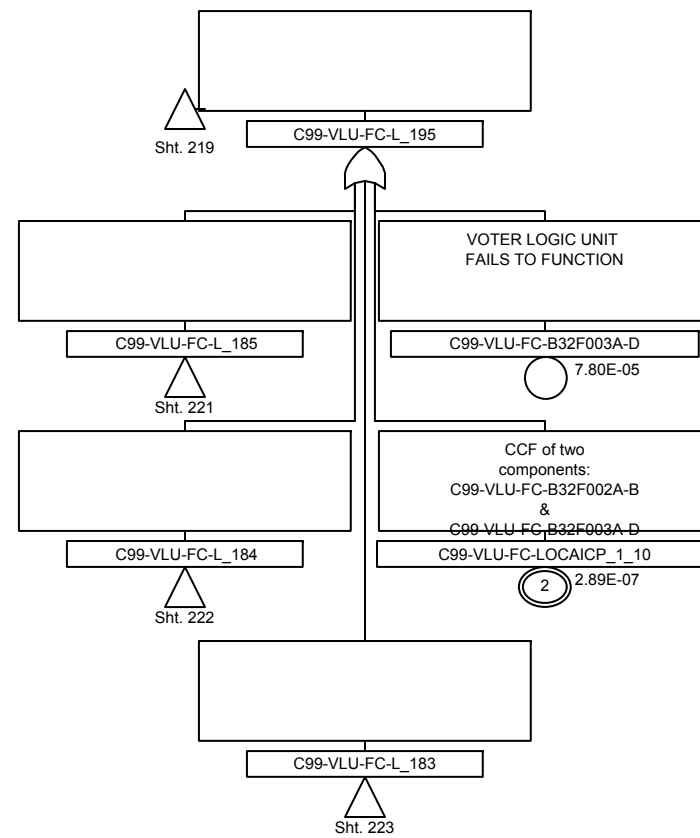 Sht. 219
C99-VLU-FC-L_195
C99-VLU-FC-L_185
Sht. 221
VOTER LOGIC UNIT
FAILS TO FUNCTION
C99-VLU-FC-B32F003A-D
7.80E-05
C99-VLU-FC-L_184
Sht. 222
CCF of two
components:
C99-VLU-FC-B32F002A-B
&
C99-VLU-FC-B32F003A-D
C99-VLU-FC-LOCAICP_1_10
2
2.89E-07
C99-VLU-FC-L_183
Sht. 223